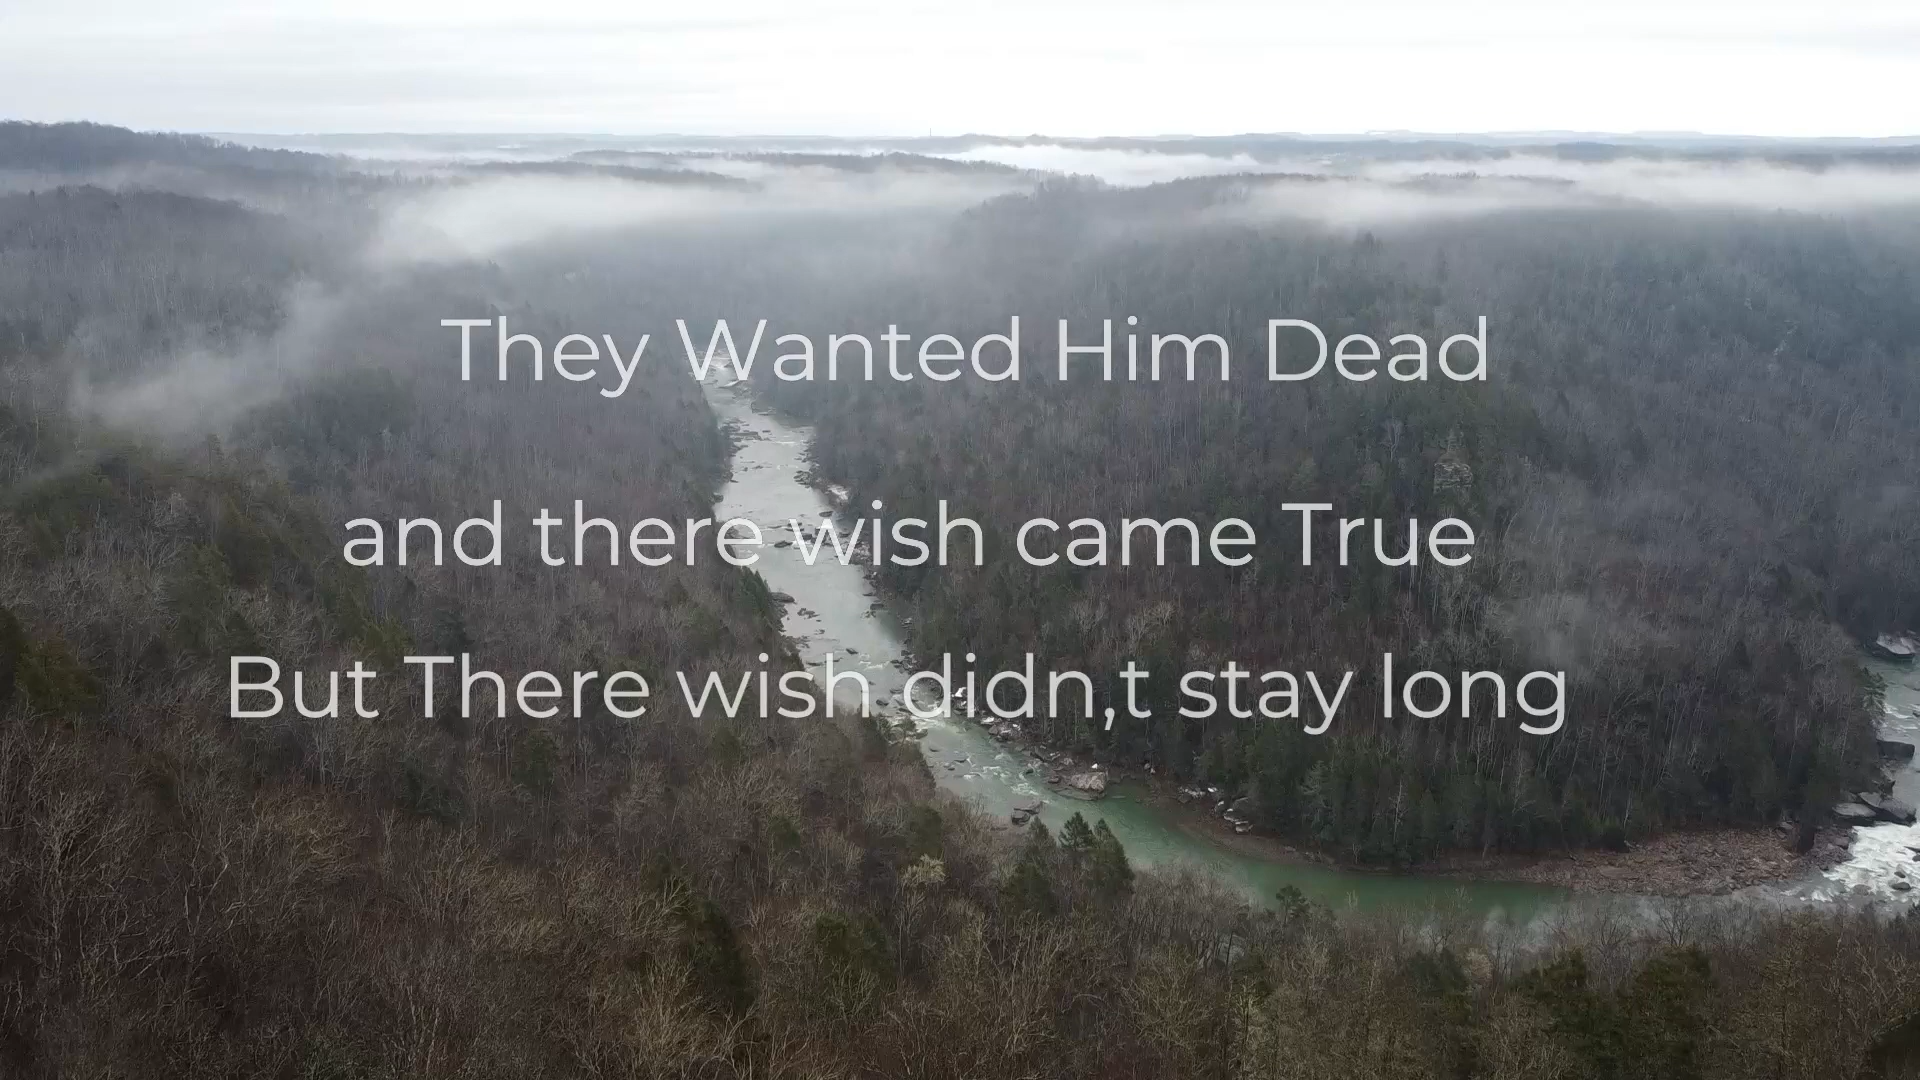 They Wanted Him Dead
and there wish came True
But There wish didn,t stay long